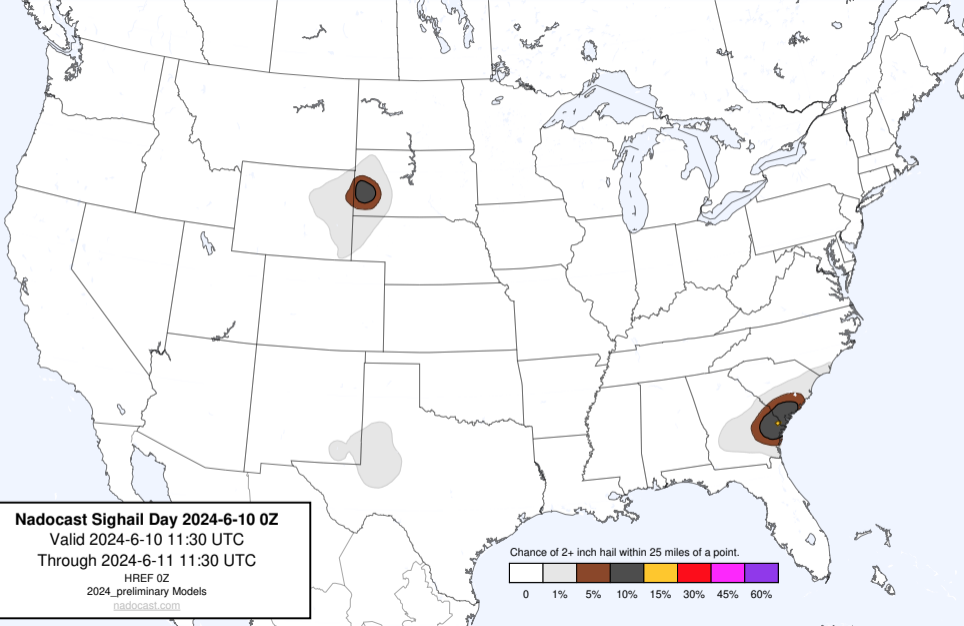 Nadocast Sighail Day 2024-6-10 0Z
Valid 2024-6-10 11:30 UTC
Through 2024-6-11 11:30 UTC
HREF 0Z
2024_preliminary Models
nadocast.com
Chance of 2+ inch hail within 25 miles of a point.
0 1% 5% 10% 15% 30% 45% 60%